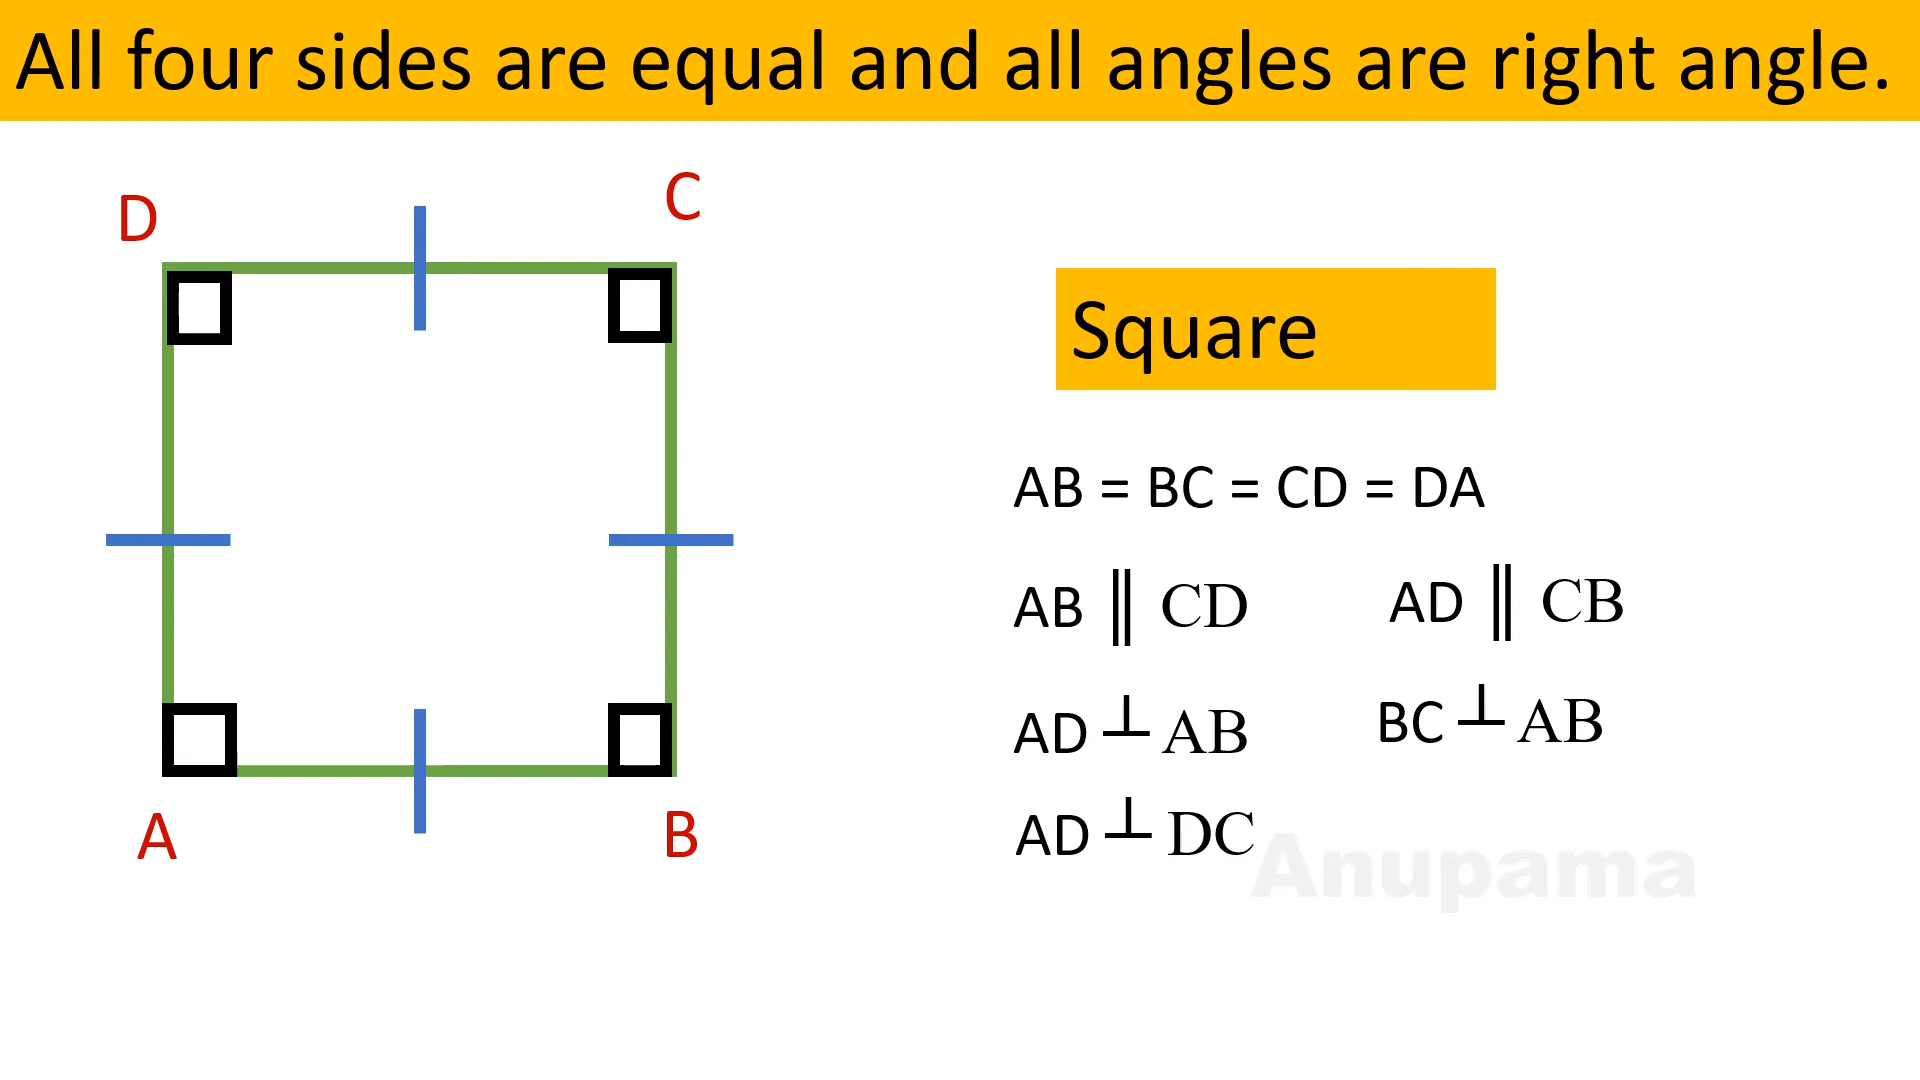 All four sides are equal and all angles are right angle.
D
C
Square
AB = BC = CD = DA
AB ∥ CD
AD ∥ CB
AD ⊥ AB
BC ⊥ AB
AD ⊥ DC
A
B
Anupama